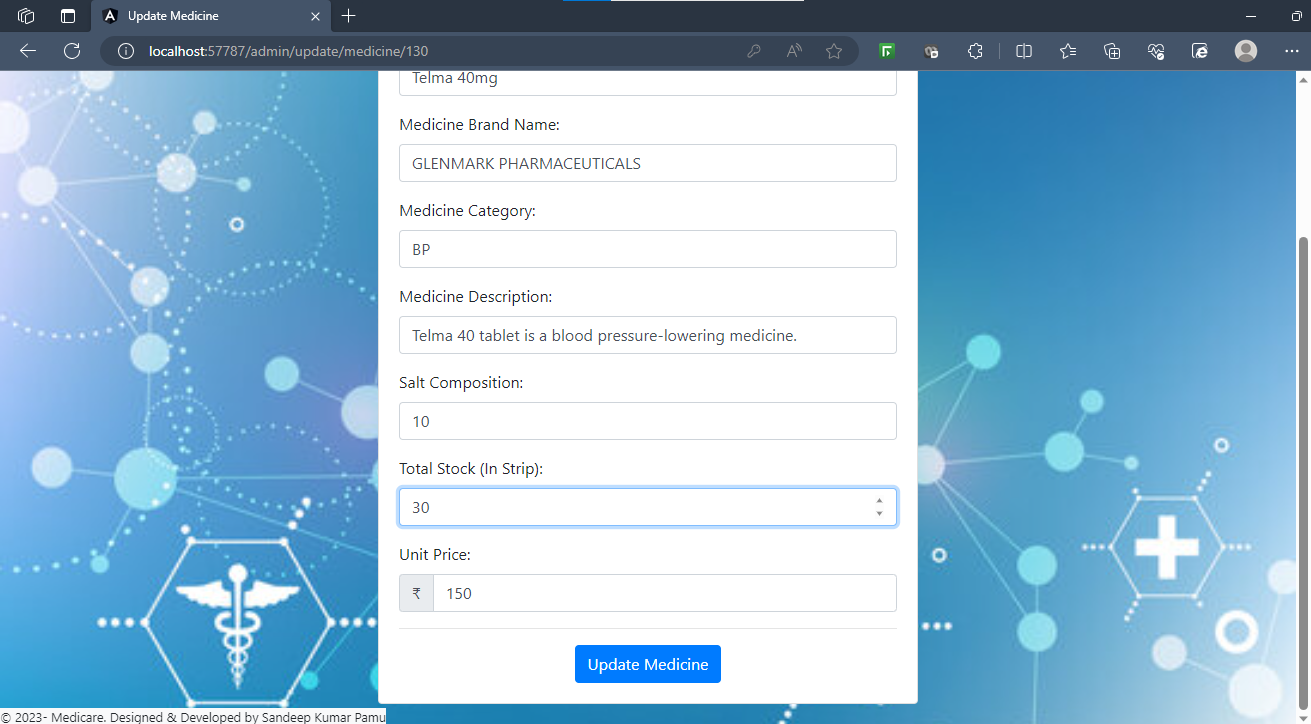 Update Medicine
localhost:57787/admin/update/medicine/130
Telma 40mg
Medicine Brand Name:
GLENMARK PHARMACEUTICALS
Medicine Category:
BP
Medicine Description:
Telma 40 tablet is a blood pressure-lowering medicine.
Salt Composition:
10
Total Stock (In Strip):
30
Unit Price:
₹ 150
Update Medicine
© 2023- Medicare. Designed & Developed by Sandeep Kumar Pamu